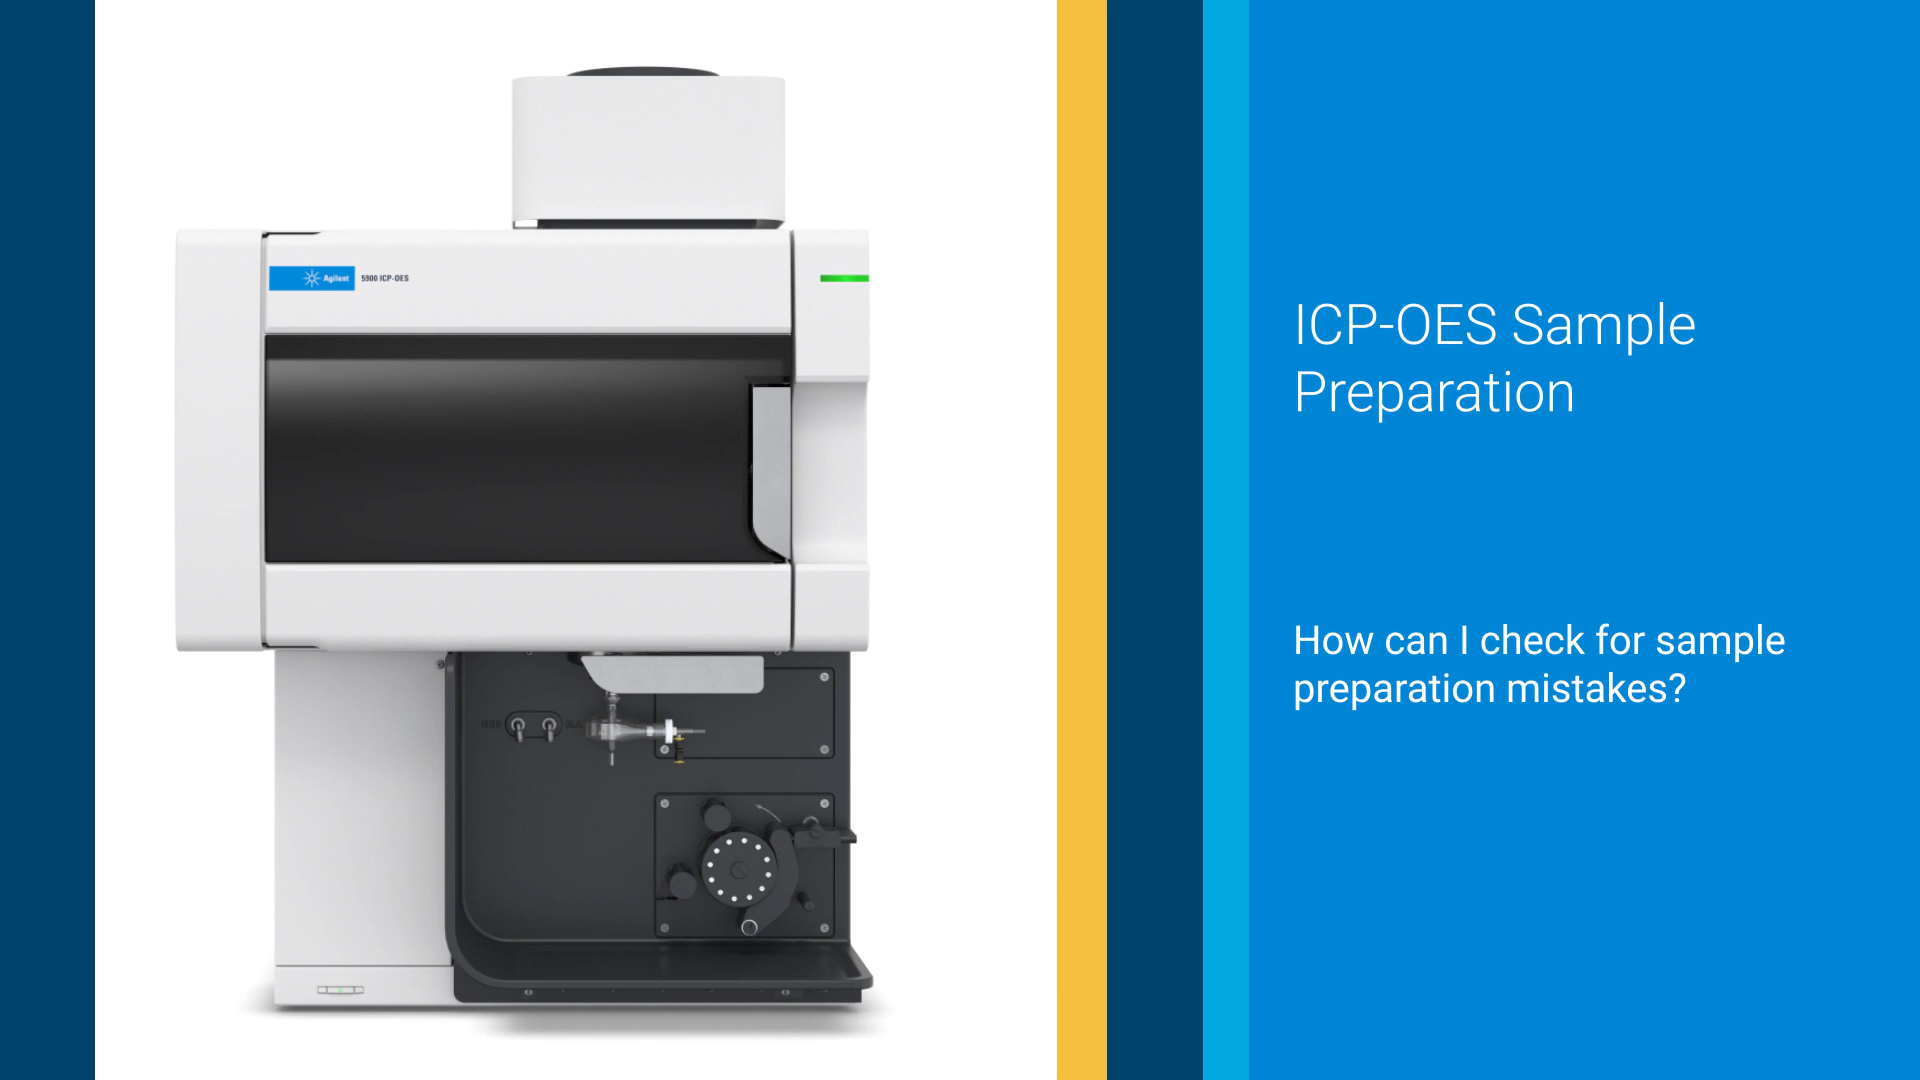 Agilent 5900 ICP-OES
ICP-OES Sample
Preparation
How can I check for sample
preparation mistakes?